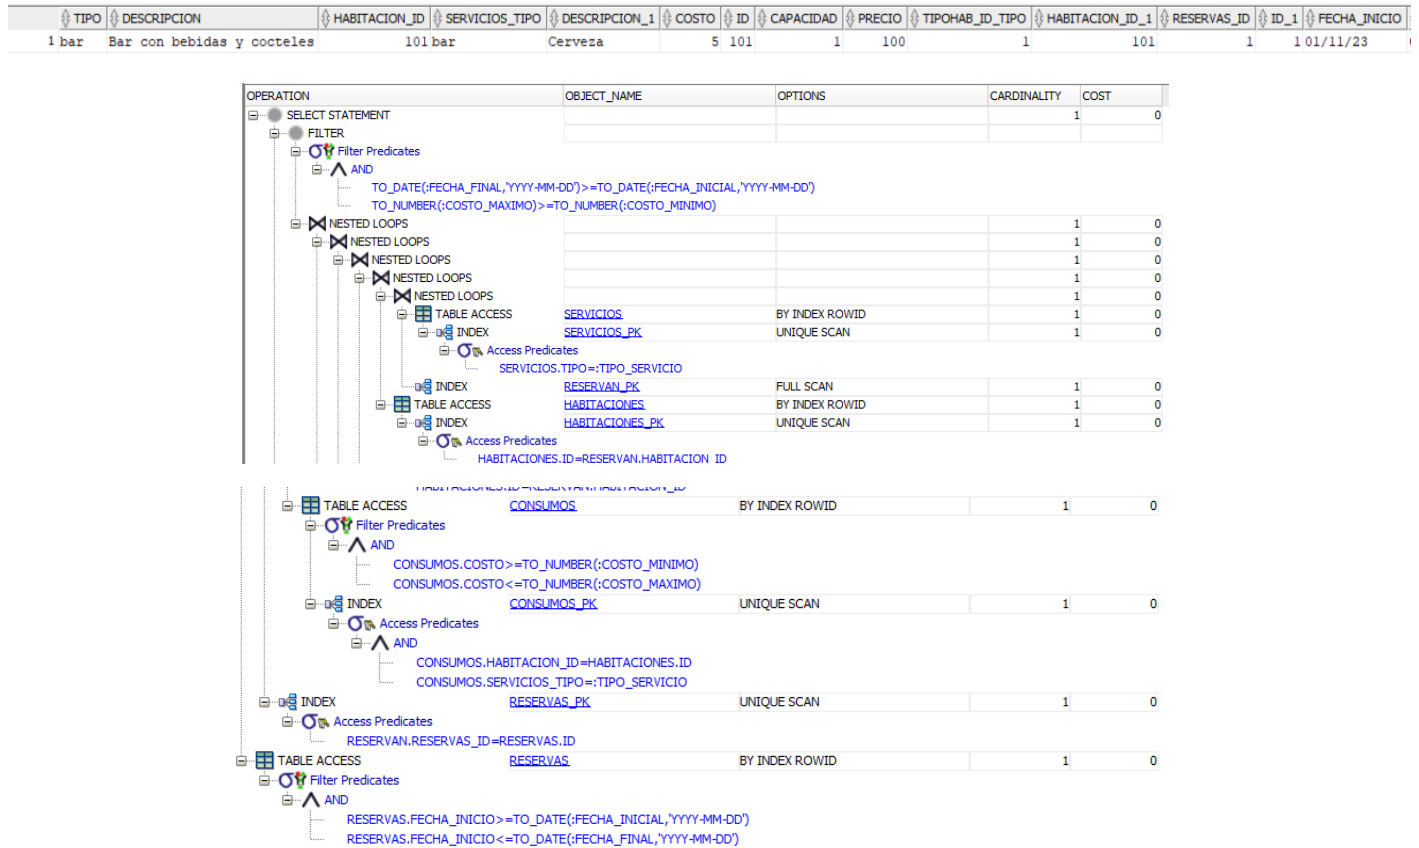 TIPO DESCRIPCION HABITACION_ID SERVICIOS_TIPO DESCRIPCION_1 COSTO ID CAPACIDAD PRECIO TIPOHAB_ID_TIPO HABITACION_ID_1 RESERVAS_ID ID_1 FECHA_INICIO
1 bar Bar con bebidas y cocteles 101 bar Cerveza 5 101 1 100 1 101 1 1 01/11/23
OPERATION OBJECT_NAME OPTIONS CARDINALITY COST
SELECT STATEMENT 1 0
FILTER
Filter Predicates
AND
TO_DATE(:FECHA_FINAL,'YYYY-MM-DD')>=TO_DATE(:FECHA_INICIAL,'YYYY-MM-DD')
TO_NUMBER(:COSTO_MAXIMO)>=TO_NUMBER(:COSTO_MINIMO)
NESTED LOOPS 1 0
NESTED LOOPS 1 0
NESTED LOOPS 1 0
NESTED LOOPS 1 0
NESTED LOOPS 1 0
TABLE ACCESS SERVICIOS BY INDEX ROWID 1 0
INDEX SERVICIOS_PK UNIQUE SCAN 1 0
Access Predicates
SERVICIOS.TIPO=:TIPO_SERVICIO
INDEX RESERVAN_PK FULL SCAN 1 0
TABLE ACCESS HABITACIONES BY INDEX ROWID 1 0
INDEX HABITACIONES_PK UNIQUE SCAN 1 0
Access Predicates
HABITACIONES.ID=RESERVAN.HABITACION_ID
HABITACIONES.ID=RESERVAN.HABITACION_ID
TABLE ACCESS CONSUMOS BY INDEX ROWID 1 0
Filter Predicates
AND
CONSUMOS.COSTO>=TO_NUMBER(:COSTO_MINIMO)
CONSUMOS.COSTO<=TO_NUMBER(:COSTO_MAXIMO)
INDEX CONSUMOS_PK UNIQUE SCAN 1 0
Access Predicates
AND
CONSUMOS.HABITACION_ID=HABITACIONES.ID
CONSUMOS.SERVICIOS_TIPO=:TIPO_SERVICIO
INDEX RESERVAS_PK UNIQUE SCAN 1 0
Access Predicates
RESERVAN.RESERVAS_ID=RESERVAS.ID
TABLE ACCESS RESERVAS BY INDEX ROWID 1 0
Filter Predicates
AND
RESERVAS.FECHA_INICIO>=TO_DATE(:FECHA_INICIAL,'YYYY-MM-DD')
RESERVAS.FECHA_INICIO<=TO_DATE(:FECHA_FINAL,'YYYY-MM-DD')